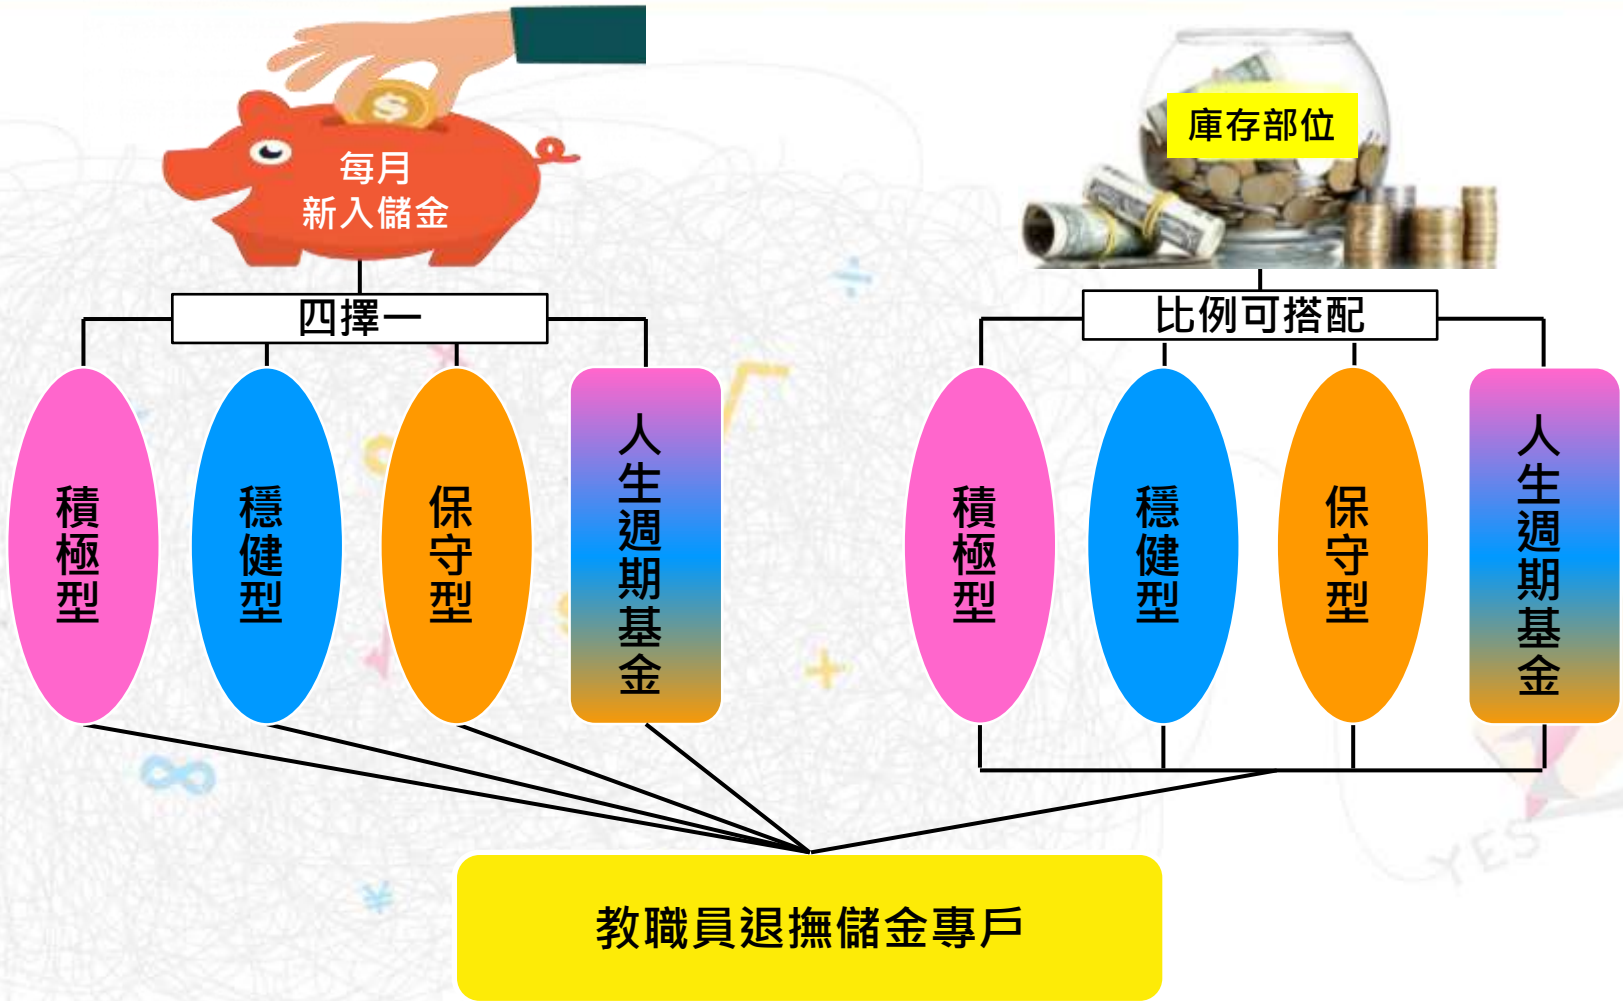 每月
新入儲金
庫存部位
四擇一
比例可搭配
積極型
穩健型
保守型
人生週期基金
積極型
穩健型
保守型
人生週期基金
YES
教職員退撫儲金專戶